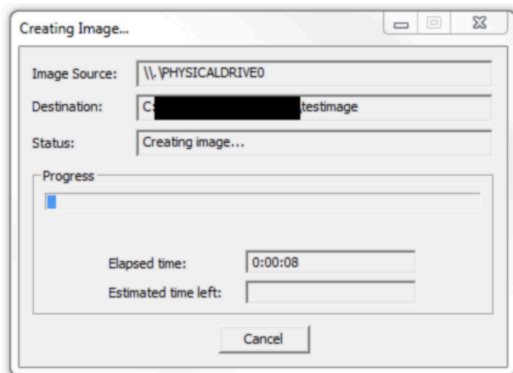 Creating Image...
Image Source: \\.\PHYSICALDRIVE0
Destination: C: testimage
Status: Creating image...
Progress
Elapsed time: 0:00:08
Estimated time left:
Cancel